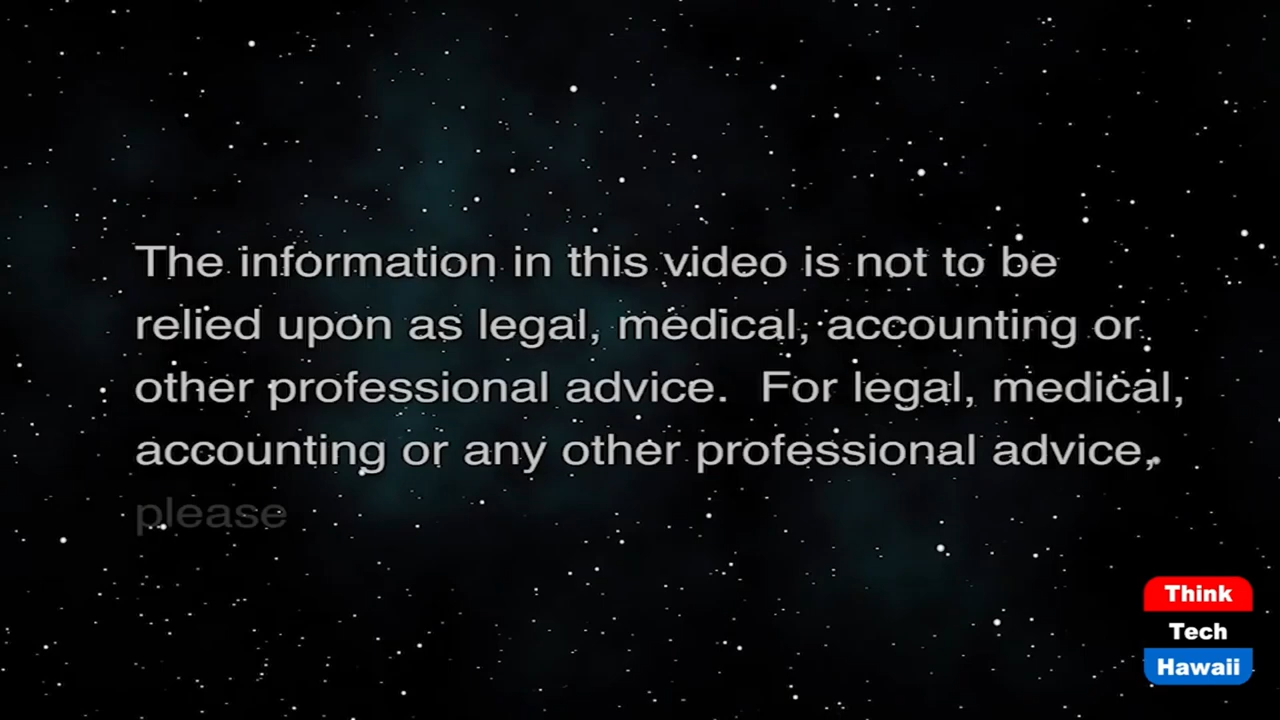 The information in this video is not to be
relied upon as legal, medical, accounting or
other professional advice.  For legal, medical,
accounting or any other professional advice,
please
Think
Tech
Hawaii